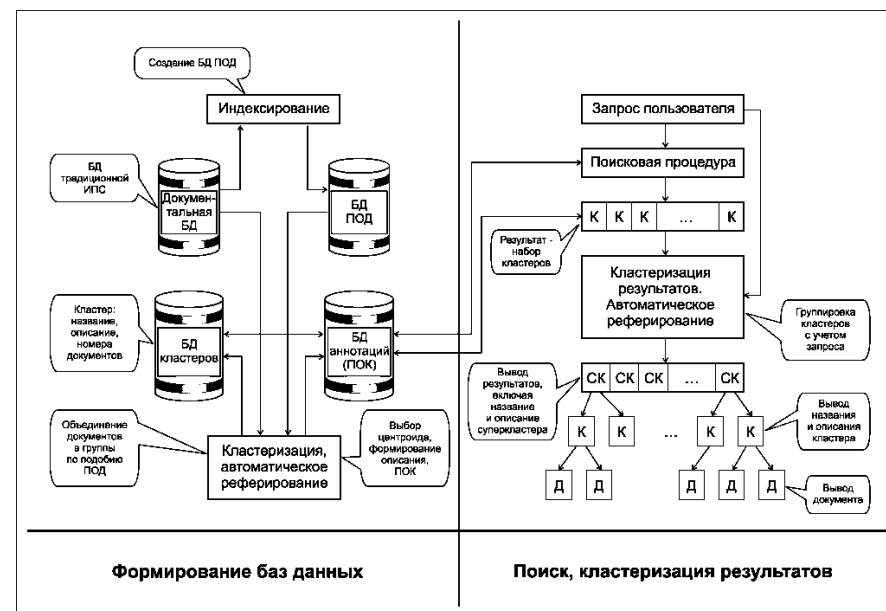 Создание БД ПОД
Индексирование
БД
традиционной
ИПС
Докумен-
тальная
БД
БД
ПОД
Кластер:
название,
описание,
номера
документов
БД
кластеров
БД
аннотаций
(ПОК)
Объединение
документов
в группы
по подобию
ПОД
Кластеризация,
автоматическое
реферирование
Выбор
центроида,
формирование
описания,
ПОК
Формирование баз данных
Запрос пользователя
Поисковая процедура
К К К ... К
Результат -
набор
кластеров
Кластеризация
результатов.
Автоматическое
реферирование
Группировка
кластеров
с учетом
запроса
Вывод
результатов,
включая
название
и описание
суперкластера
СК СК СК ... СК
К К ... К К
Вывод
названия
и описания
кластера
Д Д Д Д Д
Вывод
документа
Поиск, кластеризация результатов